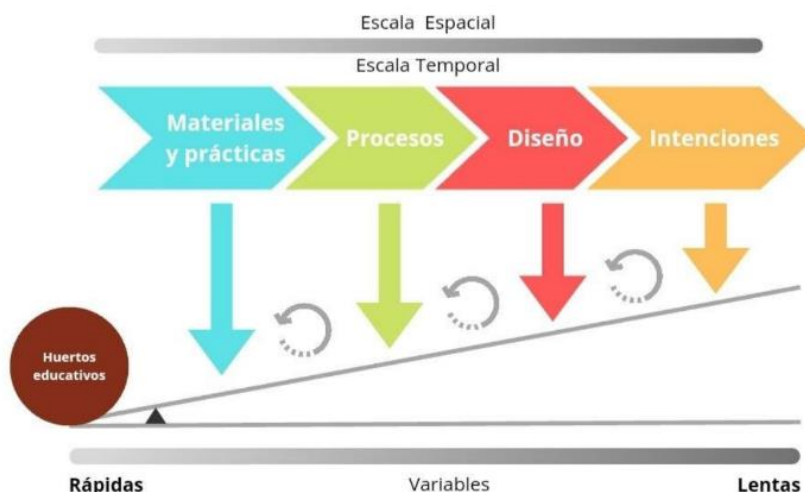 Escala Espacial
Escala Temporal
Materiales
y prácticas
Procesos
Diseño
Intenciones
Huertos
educativos
Rápidas
Variables
Lentas